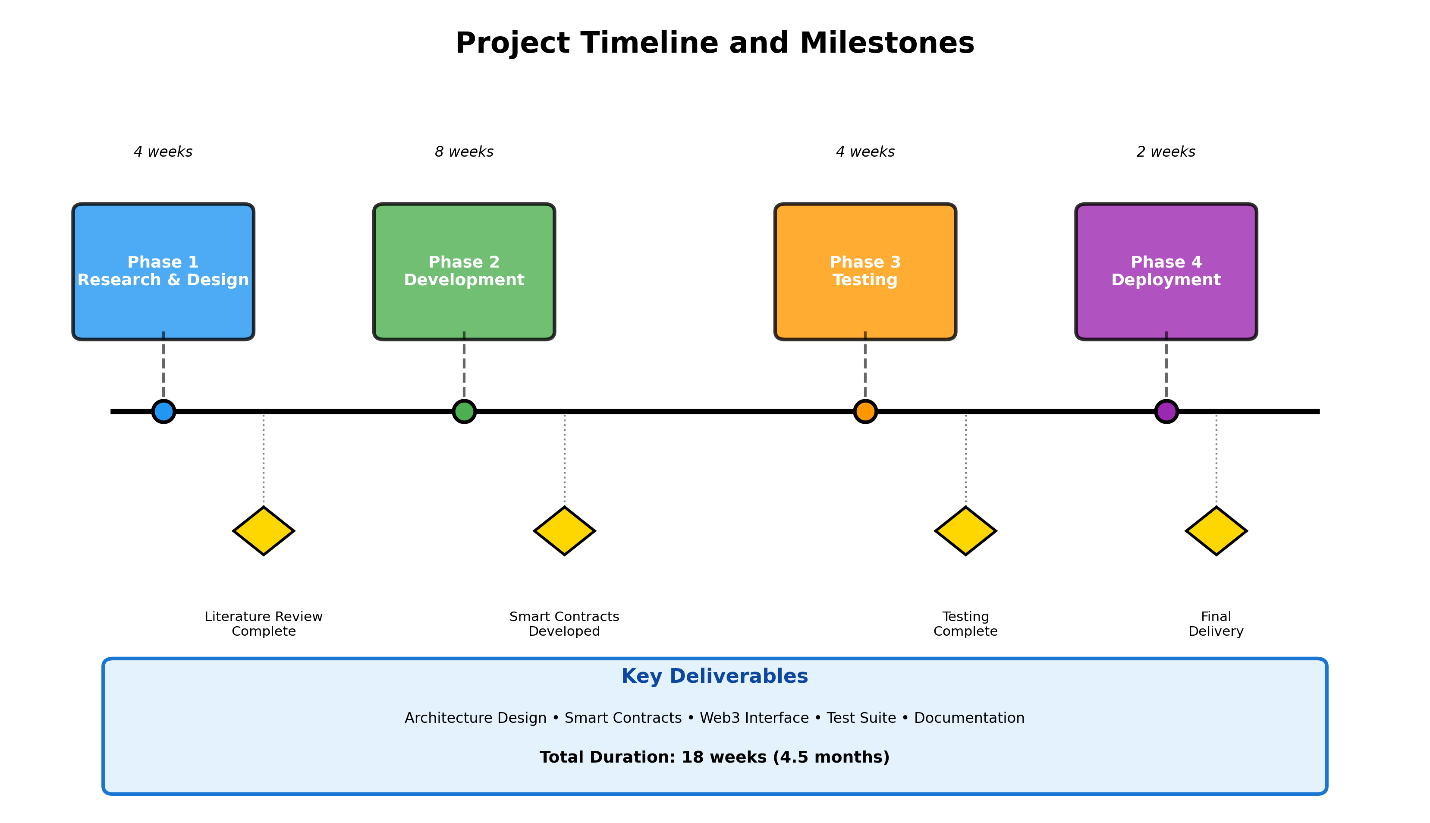 Project Timeline and Milestones
4 weeks
8 weeks
4 weeks
2 weeks
Phase 1
Research & Design
Phase 2
Development
Phase 3
Testing
Phase 4
Deployment
Literature Review
Complete
Smart Contracts
Developed
Testing
Complete
Final
Delivery
Key Deliverables
Architecture Design • Smart Contracts • Web3 Interface • Test Suite • Documentation
Total Duration: 18 weeks (4.5 months)